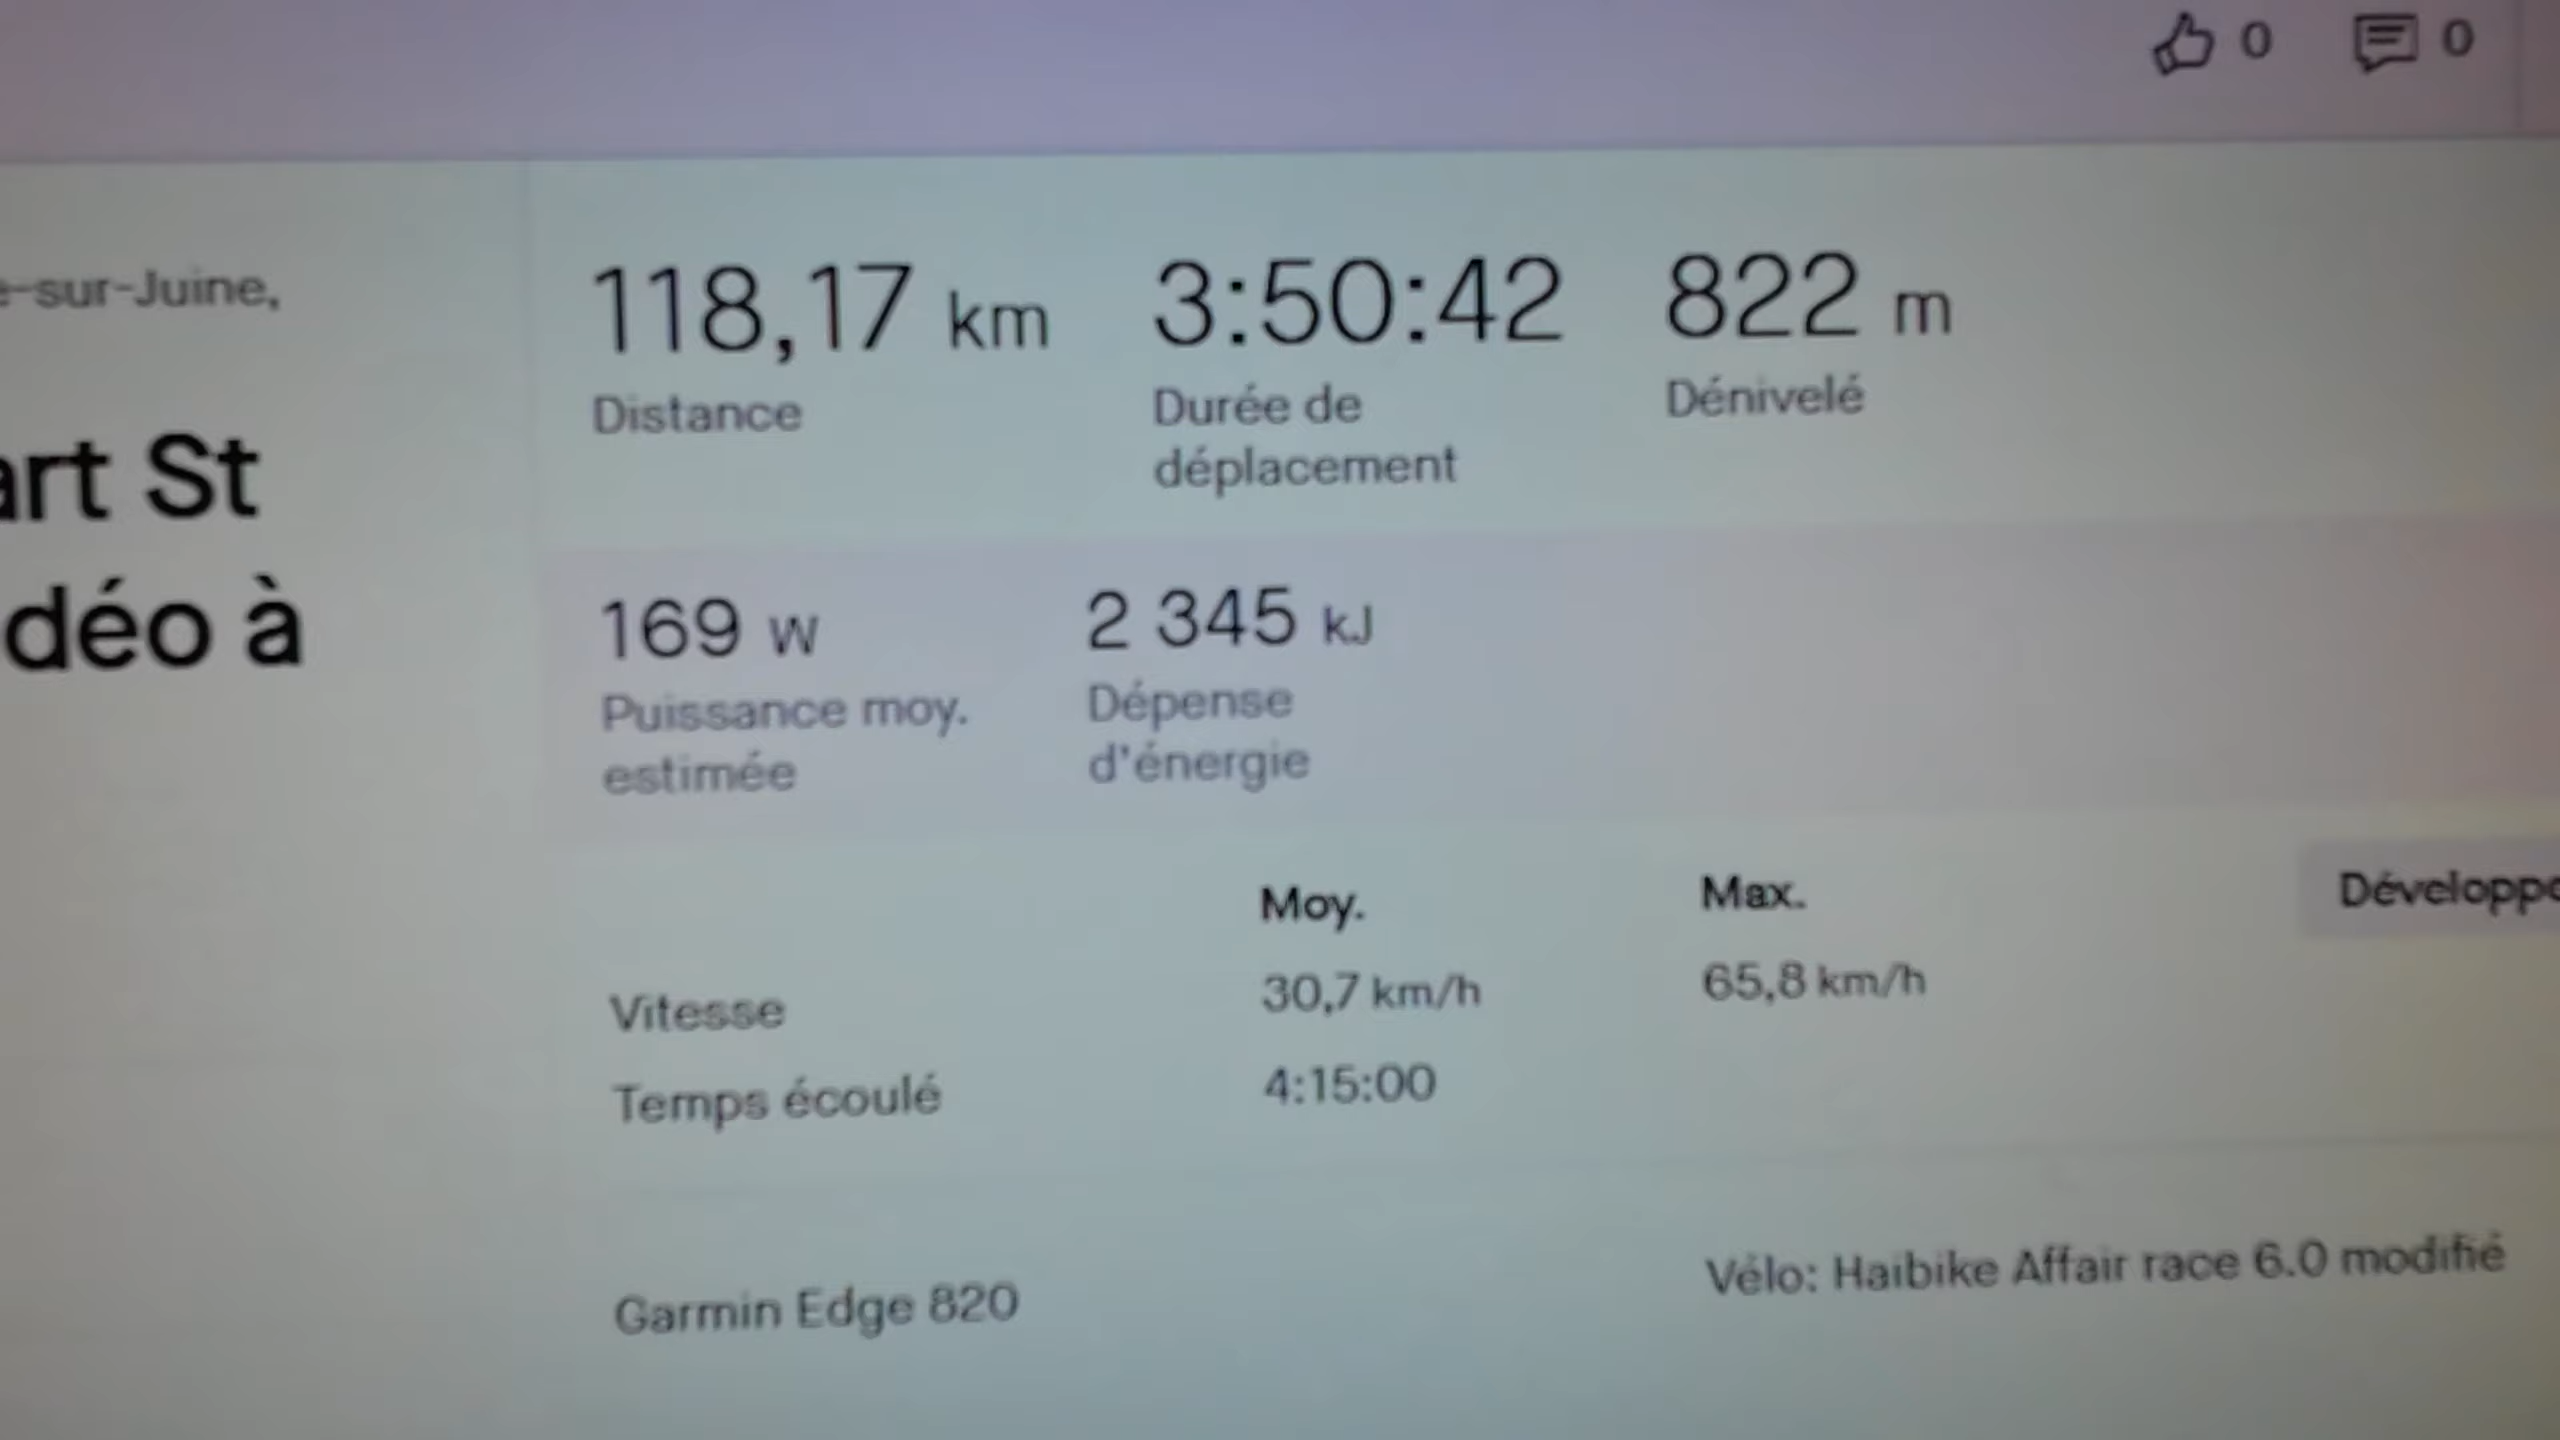 0 0
-sur-Juine,
118,17 km 3:50:42 822 m
Distance Durée de Dénivelé
déplacement
art St
déo à
169 W 2 345 kJ
Puissance moy. Dépense
estimée d'énergie
Moy. Max. Développe
Vitesse 30,7 km/h 65,8 km/h
Temps écoulé 4:15:00
Garmin Edge 820 Vélo: Haibike Affair race 6.0 modifié